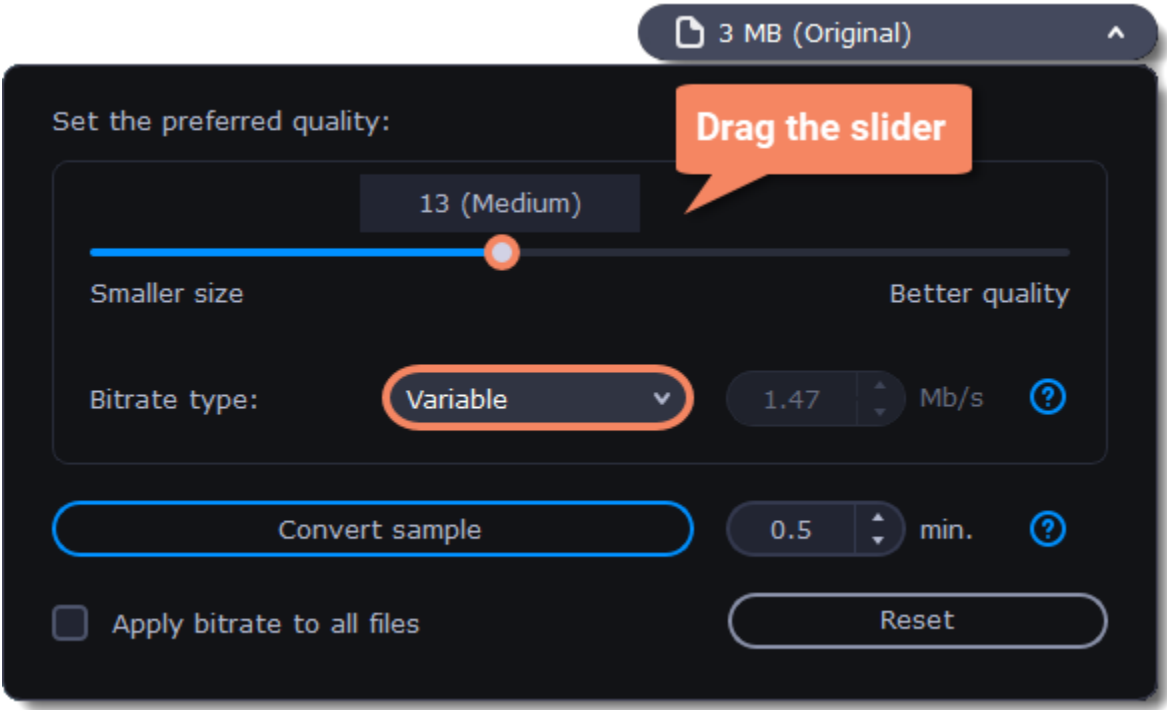 3 MB (Original)
Set the preferred quality:
Drag the slider
13 (Medium)
Smaller size
Better quality
Bitrate type:
Variable
1.47
Mb/s
?
Convert sample
0.5
min.
?
Apply bitrate to all files
Reset